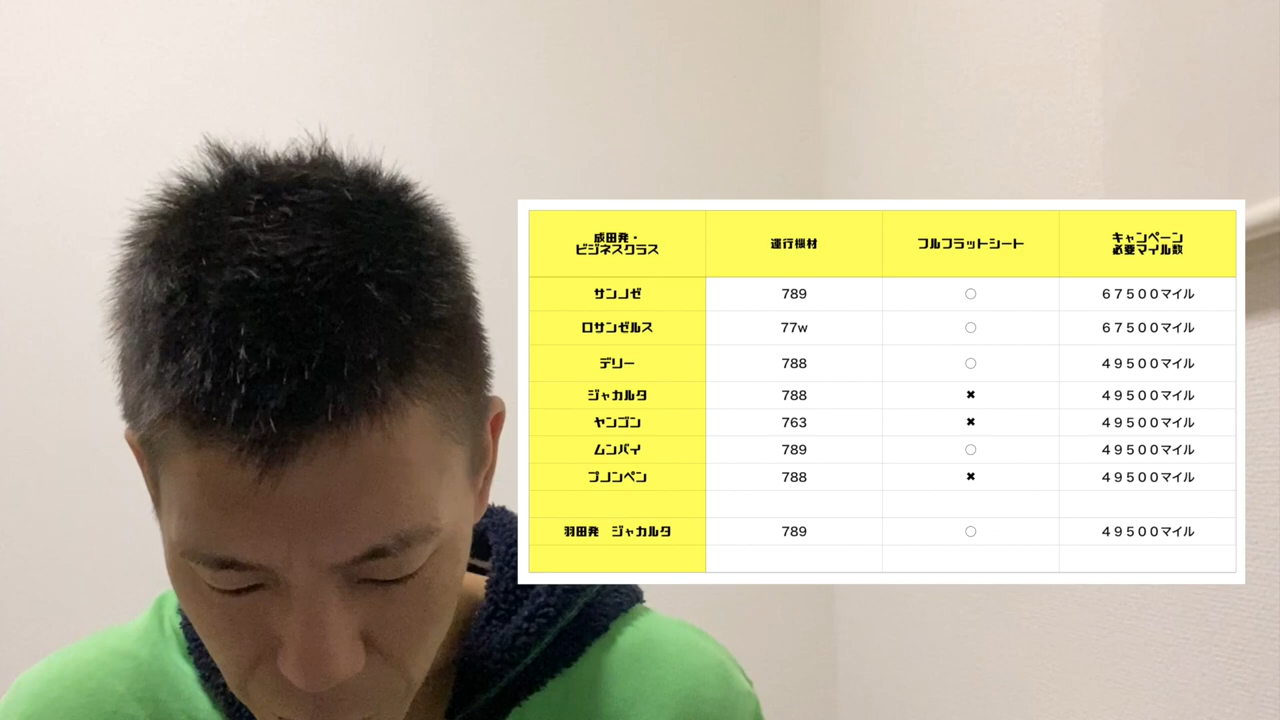 成田発・
ビジネスクラス 運行機材 フルフラットシート キャンペーン
必要マイル数
サンノゼ 789 ○ ６７５００マイル
ロサンゼルス 77w ○ ６７５００マイル
デリー 788 ○ ４９５００マイル
ジャカルタ 788 ✖ ４９５００マイル
ヤンゴン 763 ✖ ４９５００マイル
ムンバイ 789 ○ ４９５００マイル
プノンペン 788 ✖ ４９５００マイル
羽田発　ジャカルタ 789 ○ ４９５００マイル